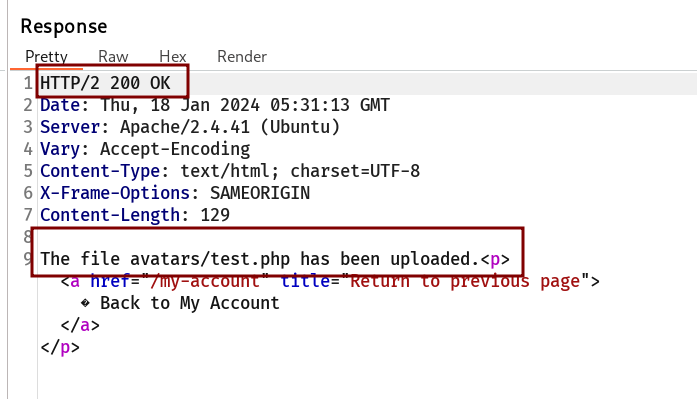 Response
Pretty Raw Hex Render
1 HTTP/2 200 OK
2 Date: Thu, 18 Jan 2024 05:31:13 GMT
3 Server: Apache/2.4.41 (Ubuntu)
4 Vary: Accept-Encoding
5 Content-Type: text/html; charset=UTF-8
6 X-Frame-Options: SAMEORIGIN
7 Content-Length: 129
8
9 The file avatars/test.php has been uploaded.<p>
<a href="/my-account" title="Return to previous page">
� Back to My Account
</a>
</p>